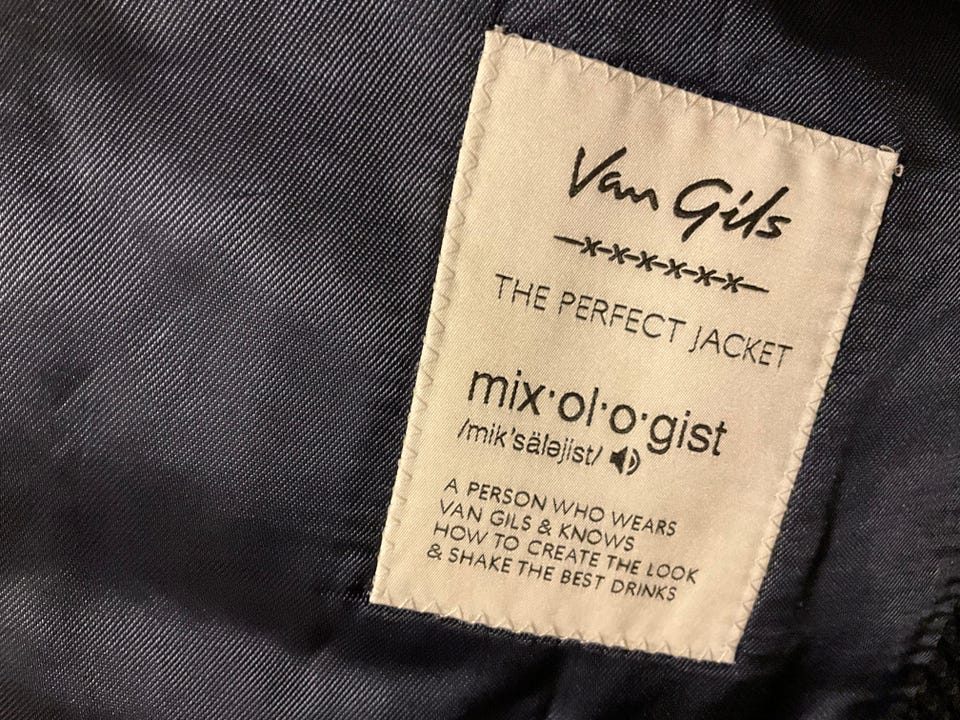 Van Gils
THE PERFECT JACKET
mix·ol·o·gist
/mik'säləjist/
A PERSON WHO WEARS
VAN GILS & KNOWS
HOW TO CREATE THE LOOK
& SHAKE THE BEST DRINKS